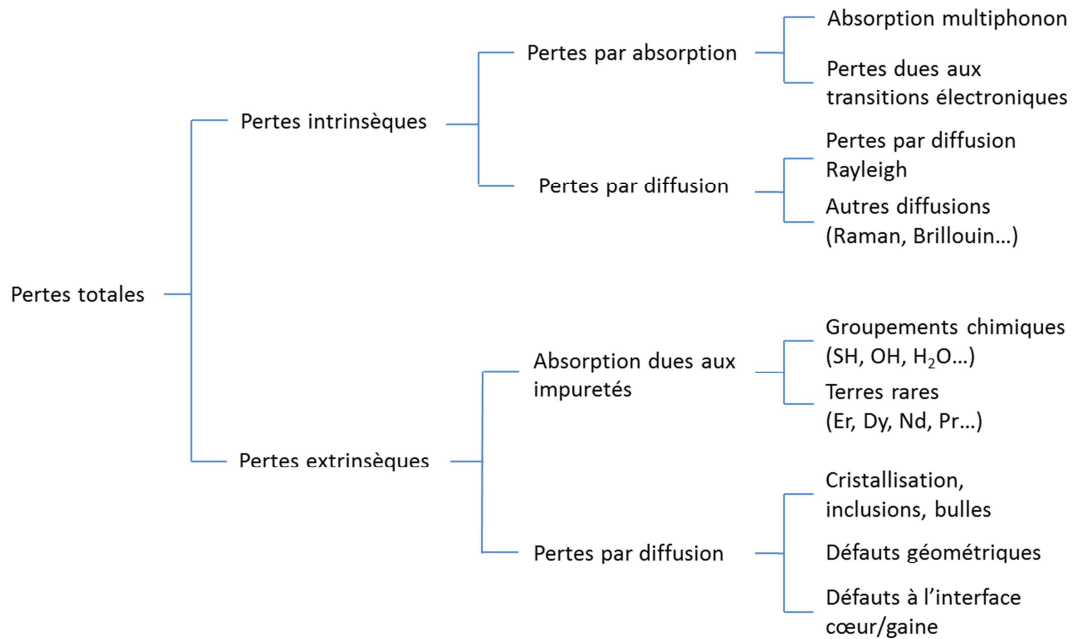 Pertes totales
Pertes intrinsèques
Pertes par absorption
Absorption multiphonon
Pertes dues aux
transitions électroniques
Pertes par diffusion
Pertes par diffusion
Rayleigh
Autres diffusions
(Raman, Brillouin…)
Pertes extrinsèques
Absorption dues aux
impuretés
Groupements chimiques
(SH, OH, H₂O…)
Terres rares
(Er, Dy, Nd, Pr…)
Pertes par diffusion
Cristallisation,
inclusions, bulles
Défauts géométriques
Défauts à l’interface
cœur/gaine